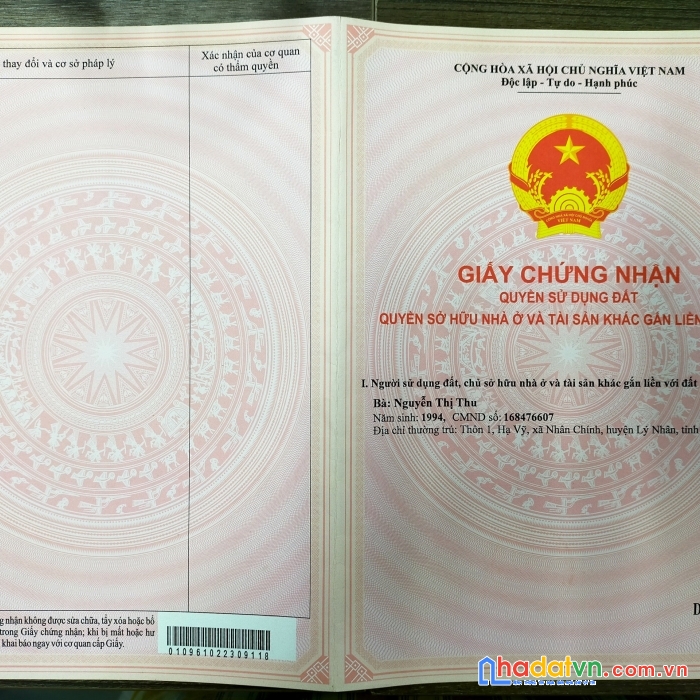 thay đổi và cơ sở pháp lý
Xác nhận của cơ quan
có thẩm quyền
nhận không được sửa chữa, tẩy xóa hoặc bổ
trong Giấy chứng nhận; khi bị mất hoặc hư
khai báo ngay với cơ quan cấp Giấy.
010961022309118
CỘNG HÒA XÃ HỘI CHỦ NGHĨA VIỆT NAM
Độc lập - Tự do - Hạnh phúc
VIỆT NAM
GIẤY CHỨNG NHẬN
QUYỀN SỬ DỤNG ĐẤT
QUYỀN SỞ HỮU NHÀ Ở VÀ TÀI SẢN KHÁC GẮN LIỀN
I. Người sử dụng đất, chủ sở hữu nhà ở và tài sản khác gắn liền với đất
Bà: Nguyễn Thị Thu
Năm sinh: 1994, CMND số: 168476607
Địa chỉ thường trú: Thôn 1, Hạ Vỹ, xã Nhân Chính, huyện Lý Nhân, tỉnh
D
nhadatvn.com.vn